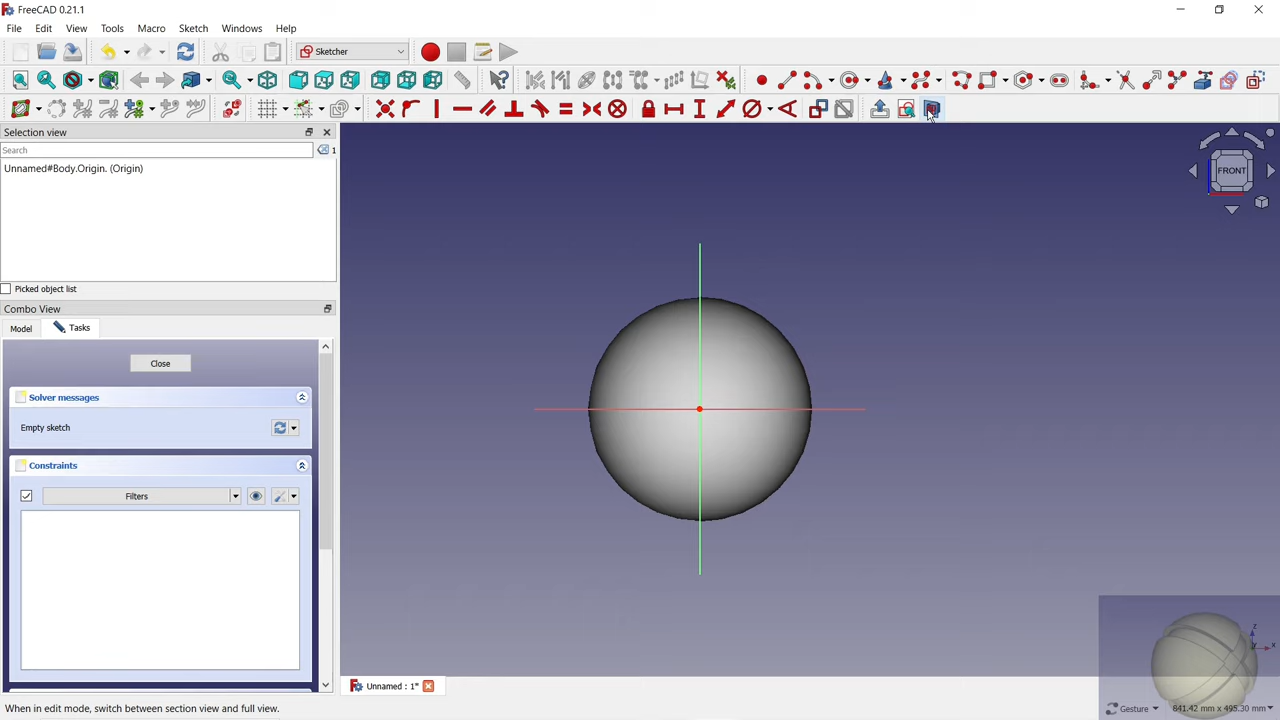 FreeCAD 0.21.1
File Edit View Tools Macro Sketch Windows Help
Sketcher
Selection view
Search
1
Unnamed#Body.Origin. (Origin)
Picked object list
Combo View
Model
Tasks
Close
Solver messages
Empty sketch
Constraints
Filters
FRONT
z
x
Unnamed : 1*
When in edit mode, switch between section view and full view.
Gesture
841.42 mm x 495.30 mm